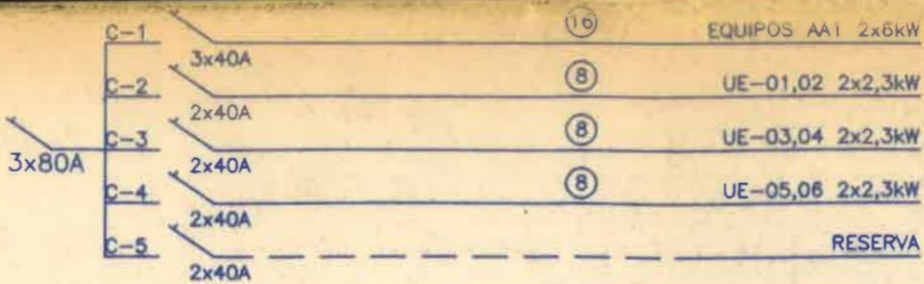 C-1 3x40A (16) EQUIPOS AA1 2x6kW
C-2 2x40A (8) UE-01,02 2x2,3kW
3x80A
C-3 2x40A (8) UE-03,04 2x2,3kW
C-4 2x40A (8) UE-05,06 2x2,3kW
C-5 2x40A RESERVA